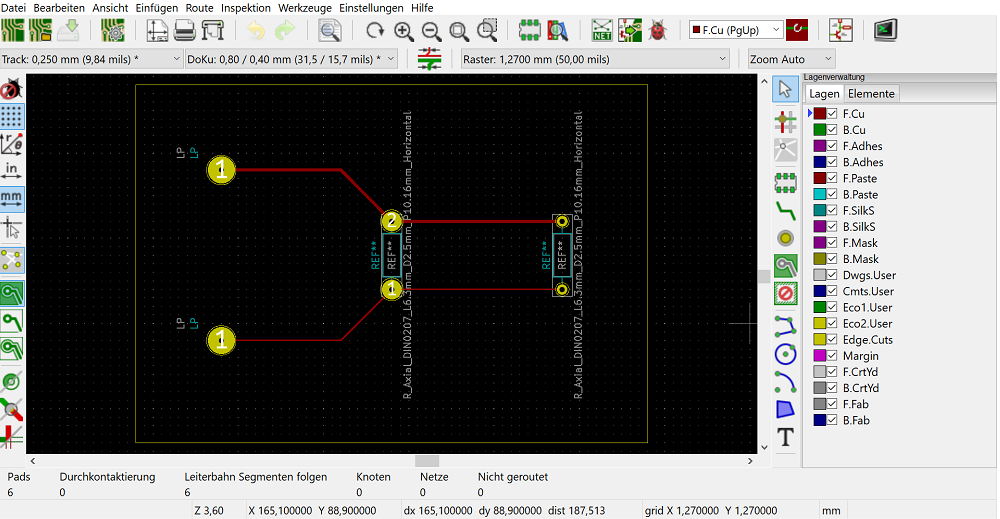 Datei Bearbeiten Ansicht Einfügen Route Inspektion Werkzeuge Einstellungen Hilfe
NET
F.Cu (PgUp)
Track: 0,250 mm (9,84 mils) * DoKu: 0,80 / 0,40 mm (31,5 / 15,7 mils) * Raster: 1,2700 mm (50,00 mils) Zoom Auto
Lagenverwaltung
Lagen Elemente
F.Cu
B.Cu
F.Adhes
B.Adhes
F.Paste
B.Paste
F.SilkS
B.SilkS
F.Mask
B.Mask
Dwgs.User
Cmts.User
Eco1.User
Eco2.User
Edge.Cuts
Margin
F.CrtYd
B.CrtYd
F.Fab
B.Fab
in
mm
T
LP LP
1
2
REF** REF**
R_Axial_DIN0207_L6.3mm_D2.5mm_P10.16mm_Horizontal
REF** REF**
R_Axial_DIN0207_L6.3mm_D2.5mm_P10.16mm_Horizontal
1
LP LP
1
Pads Durchkontaktierung Leiterbahn Segmenten folgen Knoten Netze Nicht geroutet
6 0 6 0 0 0
Z 3,60 X 165,100000 Y 88,900000 dx 165,100000 dy 88,900000 dist 187,513 grid X 1,270000 Y 1,270000 mm